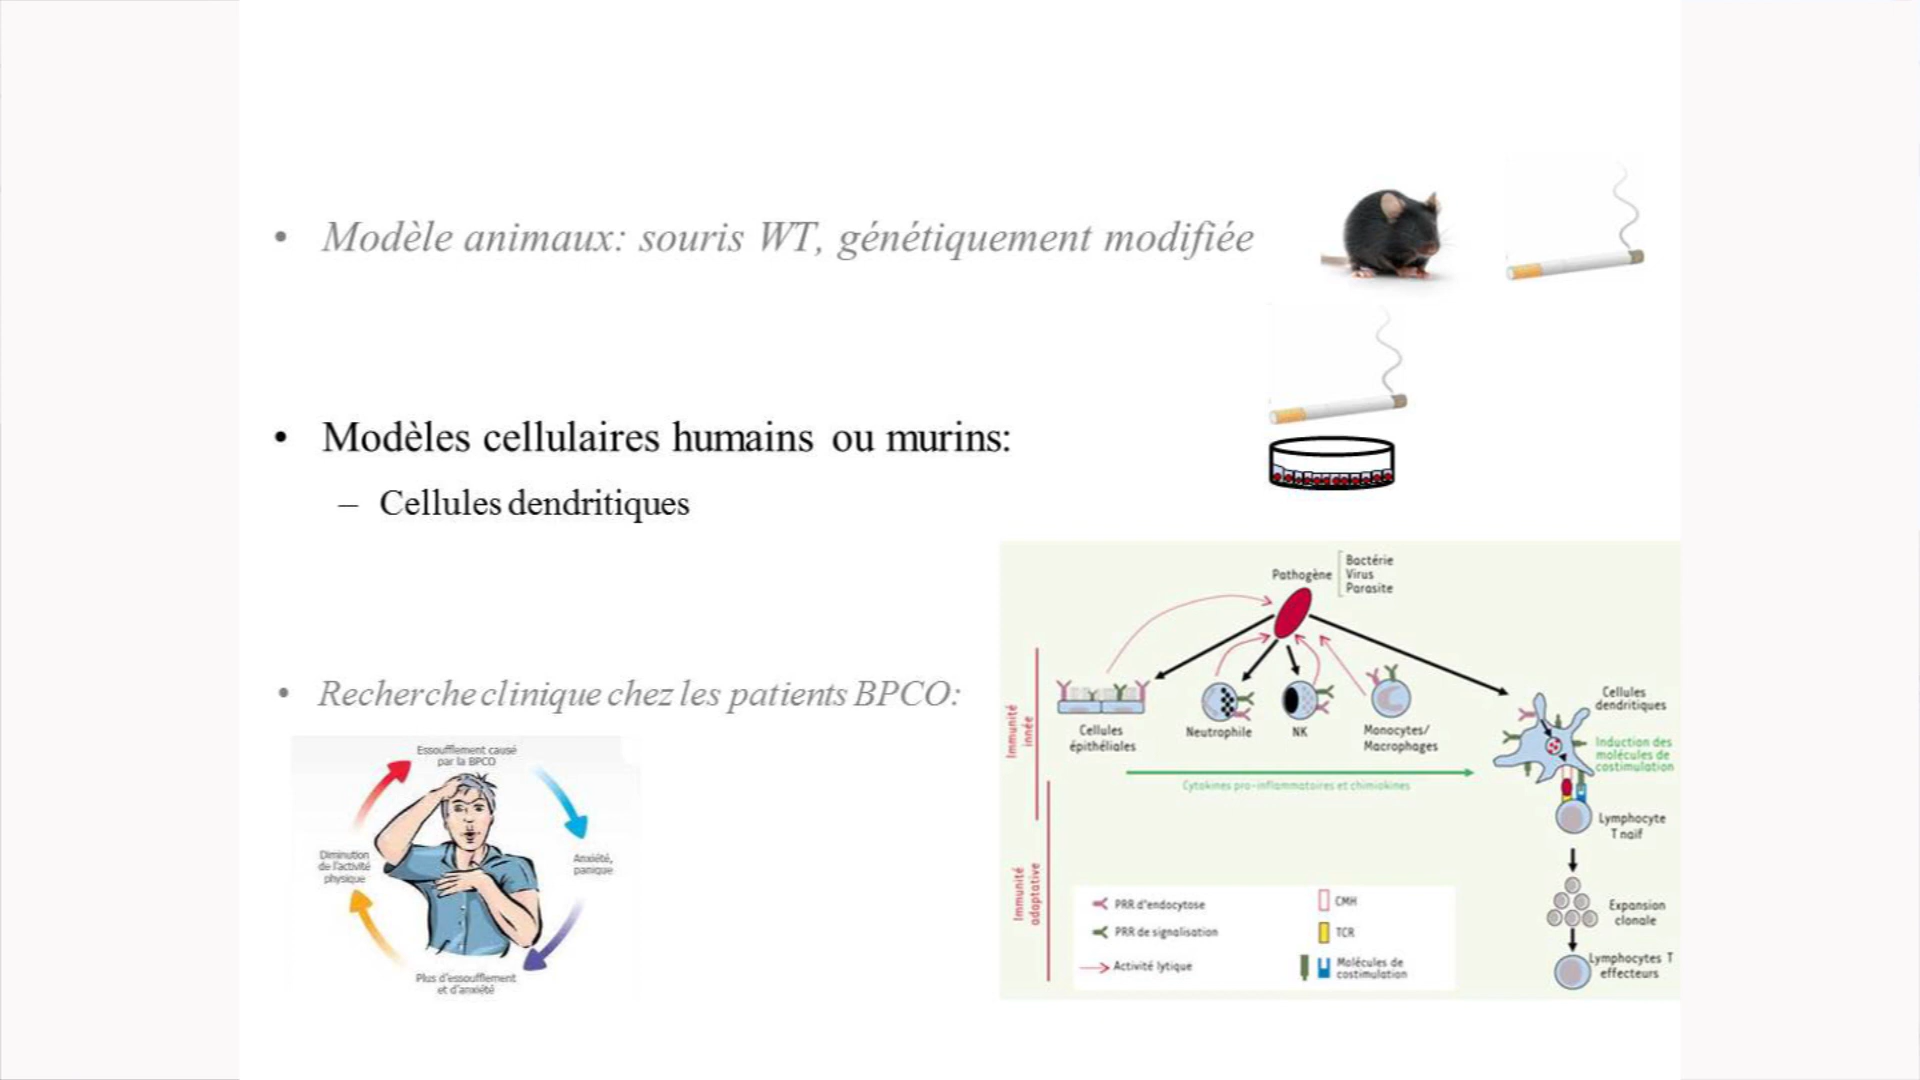 • Modèle animaux: souris WT, génétiquement modifiée
• Modèles cellulaires humains ou murins:
– Cellules dendritiques
• Recherche clinique chez les patients BPCO:
Essoufflement causé
par la BPCO
Anxiété,
panique
Plus d'essoufflement
et d'anxiété
Diminution
de l'activité
physique
Pathogène
Bactérie
Virus
Parasite
Immunité
innée
Cellules
épithéliales
Neutrophile
NK
Monocytes/
Macrophages
Cellules
dendritiques
Induction des
molécules de
costimulation
Cytokines pro-inflammatoires et chimiokines
Lymphocyte
T naïf
Immunité
adaptative
Expansion
clonale
Lymphocytes T
effecteurs
PRR d'endocytose
PRR de signalisation
Activité lytique
CMH
TCR
Molécules de
costimulation